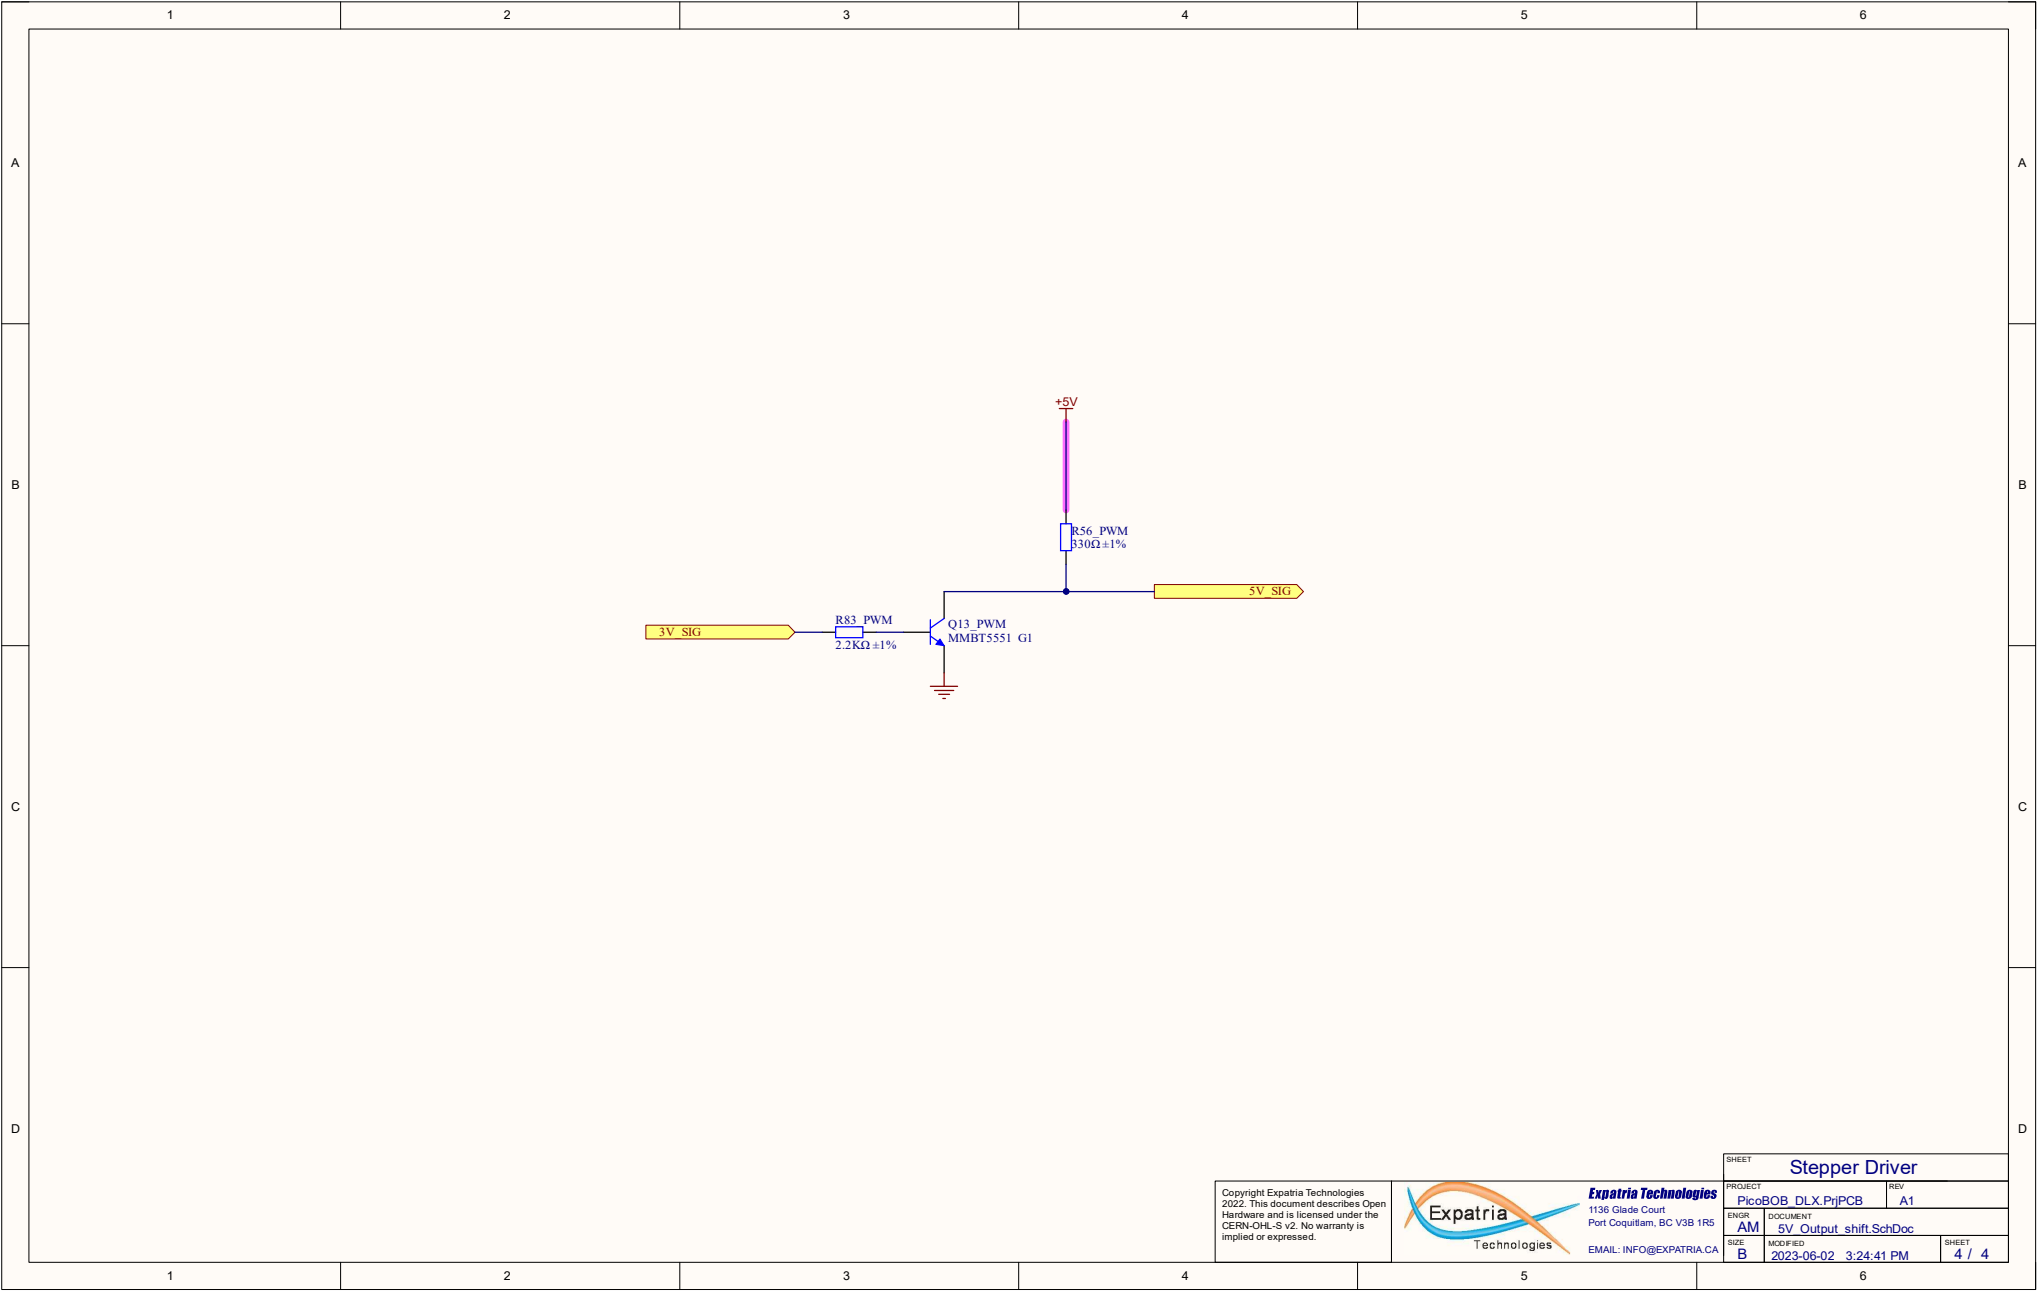 1 2 3 4 5 6
A A
+5V
B B
R56_PWM
330Ω ±1%
5V_SIG
R83_PWM
3V_SIG
Q13_PWM
MMBT5551_G1
2.2KΩ ±1%
C C
D D
SHEET
Stepper Driver
Copyright Expatria Technologies
2022. This document describes Open
Hardware and is licensed under the
CERN-OHL-S v2. No warranty is
implied or expressed.
Expatria
Technologies
Expatria Technologies
1136 Glade Court
Port Coquitlam, BC V3B 1R5
EMAIL: INFO@EXPATRIA.CA
PROJECT
PicoBOB_DLX.PrjPCB
REV
A1
ENGR
AM
DOCUMENT
5V_Output_shift.SchDoc
SIZE
B
MODIFIED
2023-06-02 3:24:41 PM
SHEET
4 / 4
1 2 3 4 5 6